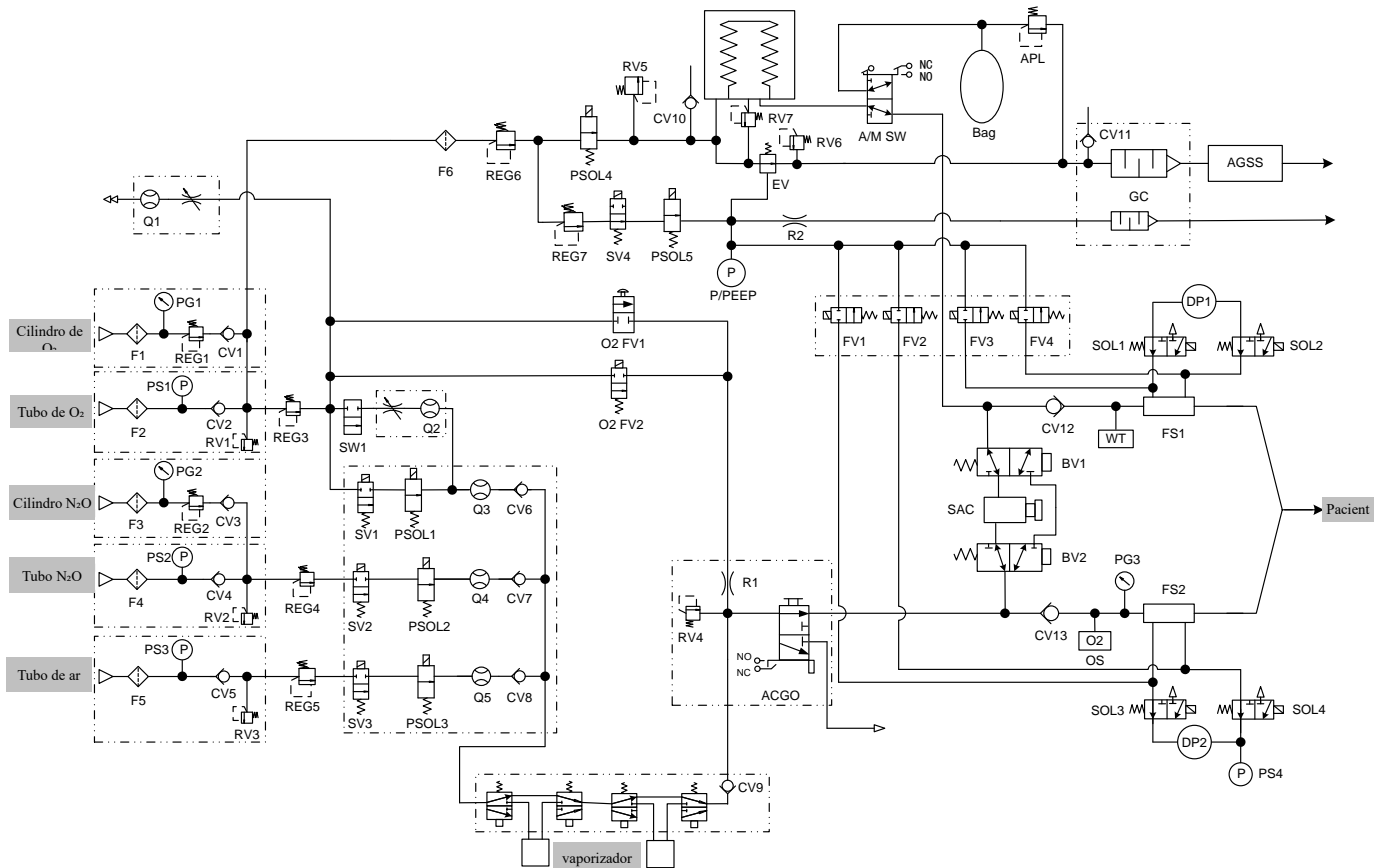 NC
NO
RV5
APL
CV10
RV7
A/M SW
Bag
CV11
RV6
F6
REG6
PSOL4
EV
AGSS
GC
Q1
REG7
SV4
PSOL5
R2
P
P/PEEP
PG1
Cilindro de
F1
REG1
CV1
O2 FV1
FV1
FV2
FV3
FV4
DP1
SOL1
SOL2
PS1
P
Tubo de O₂
F2
CV2
RV1
REG3
SW1
Q2
O2 FV2
CV12
WT
FS1
PG2
Cilindro N₂O
F3
REG2
CV3
SV1
PSOL1
Q3
CV6
BV1
SAC
Pacient
PS2
P
Tubo N₂O
F4
CV4
RV2
REG4
SV2
PSOL2
Q4
CV7
R1
BV2
PG3
RV4
CV13
O2
OS
FS2
PS3
P
Tubo de ar
F5
CV5
RV3
REG5
SV3
PSOL3
Q5
CV8
NO
NC
ACGO
SOL3
SOL4
DP2
P
PS4
CV9
vaporizador